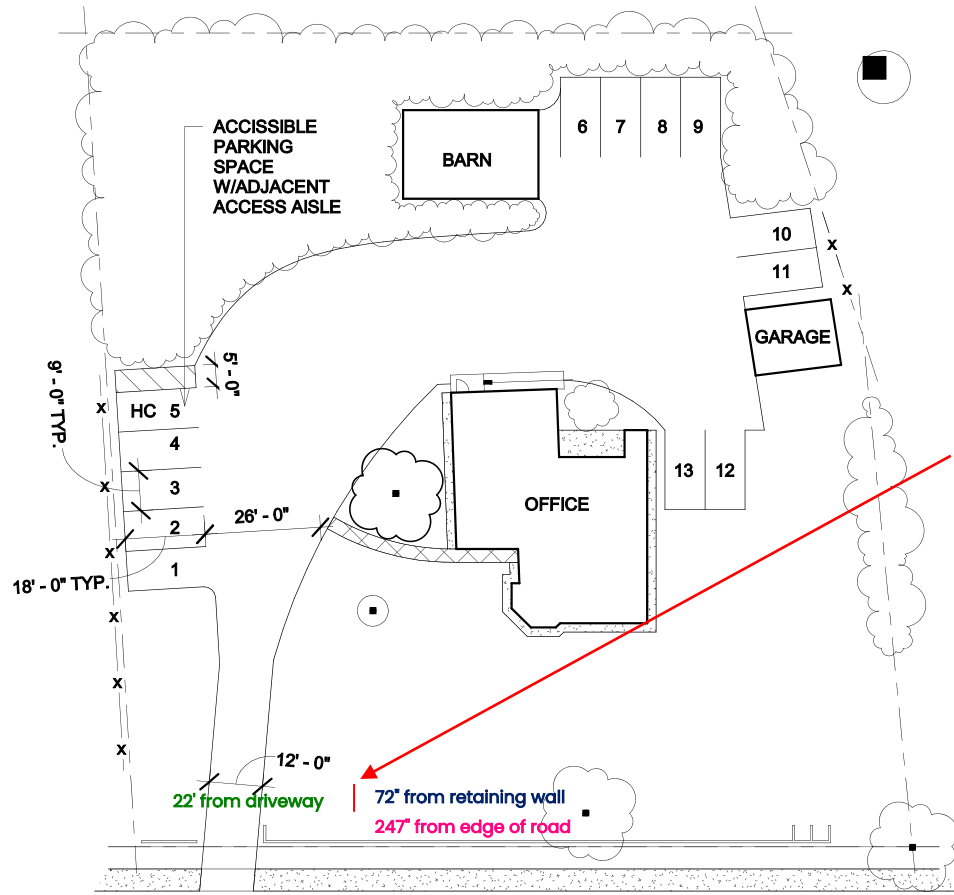 ACCISSIBLE
PARKING
SPACE
W/ADJACENT
ACCESS AISLE
BARN
6 7 8 9
10
11
GARAGE
5' - 0"
9' - 0" TYP.
HC 5
4
3
2
1
26' - 0"
18' - 0" TYP.
OFFICE
13 12
x
x
x
x
x
x
x
x
12' - 0"
22' from driveway
72" from retaining wall
247" from edge of road